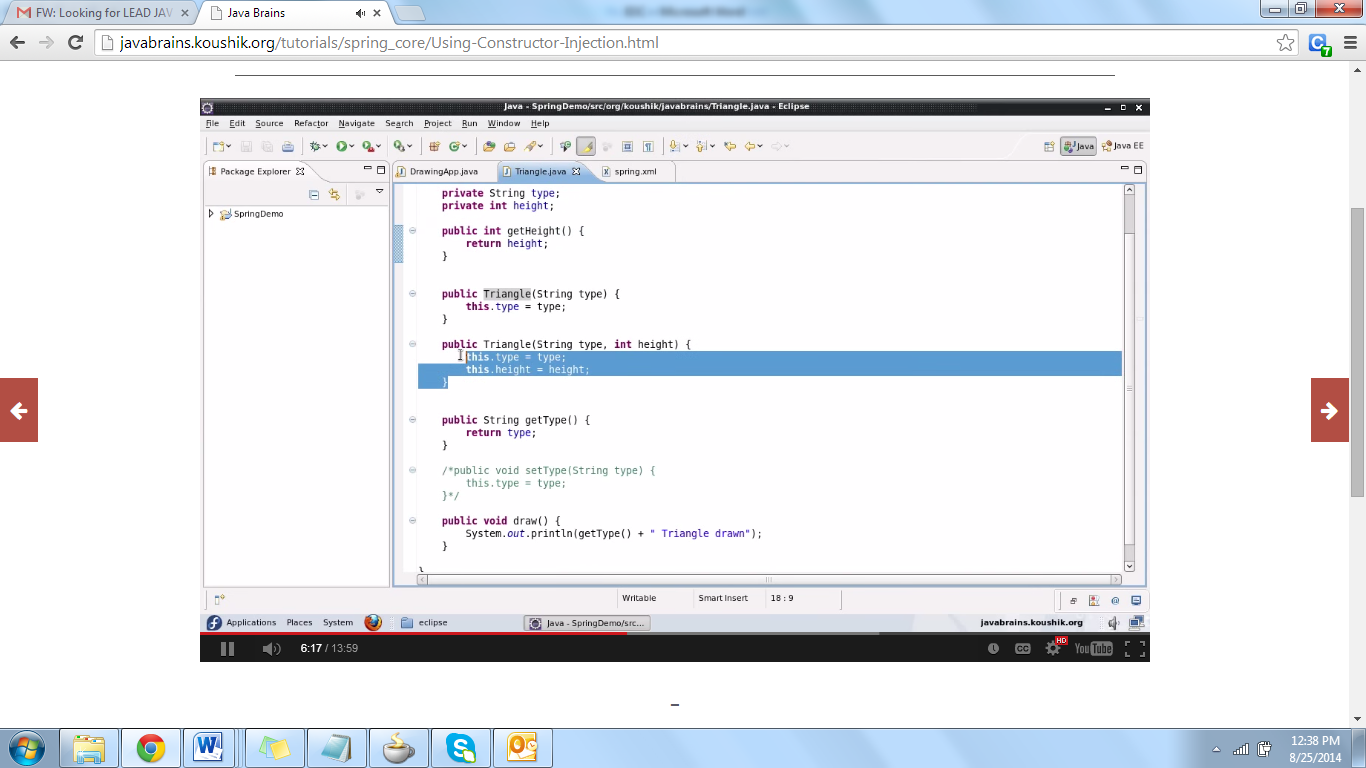 FW: Looking for LEAD JAV
Java Brains
javabrains.koushik.org/tutorials/spring_core/Using-Constructor-Injection.html
Java - SpringDemo/src/org/koushik/javabrains/Triangle.java - Eclipse
File Edit Source Refactor Navigate Search Project Run Window Help
Java Java EE
Package Explorer
DrawingApp.java Triangle.java spring.xml
SpringDemo
private String type;
private int height;
public int getHeight() {
return height;
}
public Triangle(String type) {
this.type = type;
}
public Triangle(String type, int height) {
this.type = type;
this.height = height;
}
public String getType() {
return type;
}
/*public void setType(String type) {
this.type = type;
}*/
public void draw() {
System.out.println(getType() + " Triangle drawn");
}
}
Writable Smart Insert 18 : 9
Applications Places System eclipse Java - SpringDemo/src... javabrains.koushik.org
6:17 / 13:59 CC HD YouTube
12:38 PM
8/25/2014